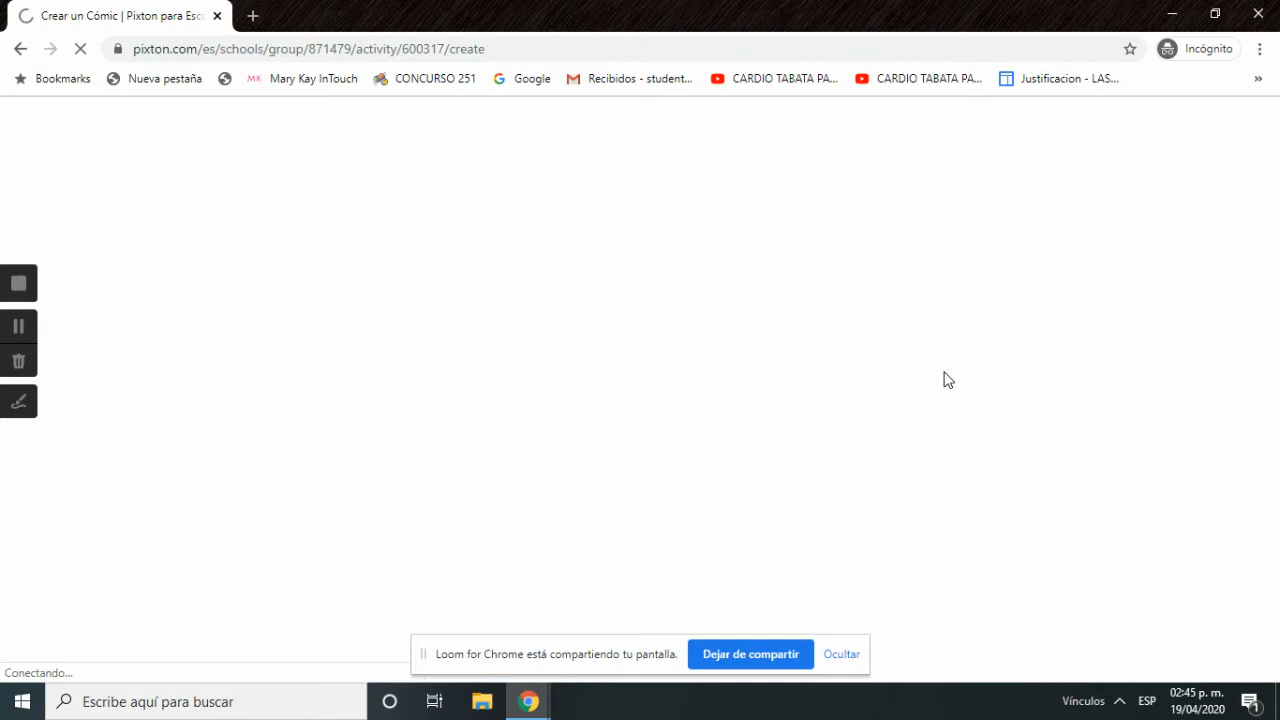 Crear un Cómic | Pixton para Escu
pixton.com/es/schools/group/871479/activity/600317/create
Incógnito
Bookmarks
Nueva pestaña
MK Mary Kay InTouch
CONCURSO 251
Google
Recibidos - student...
CARDIO TABATA PA...
CARDIO TABATA PA...
Justificacion - LAS...
»
Loom for Chrome está compartiendo tu pantalla.
Dejar de compartir
Ocultar
Conectando...
Escribe aquí para buscar
Vínculos
ESP
02:45 p. m.
19/04/2020
1